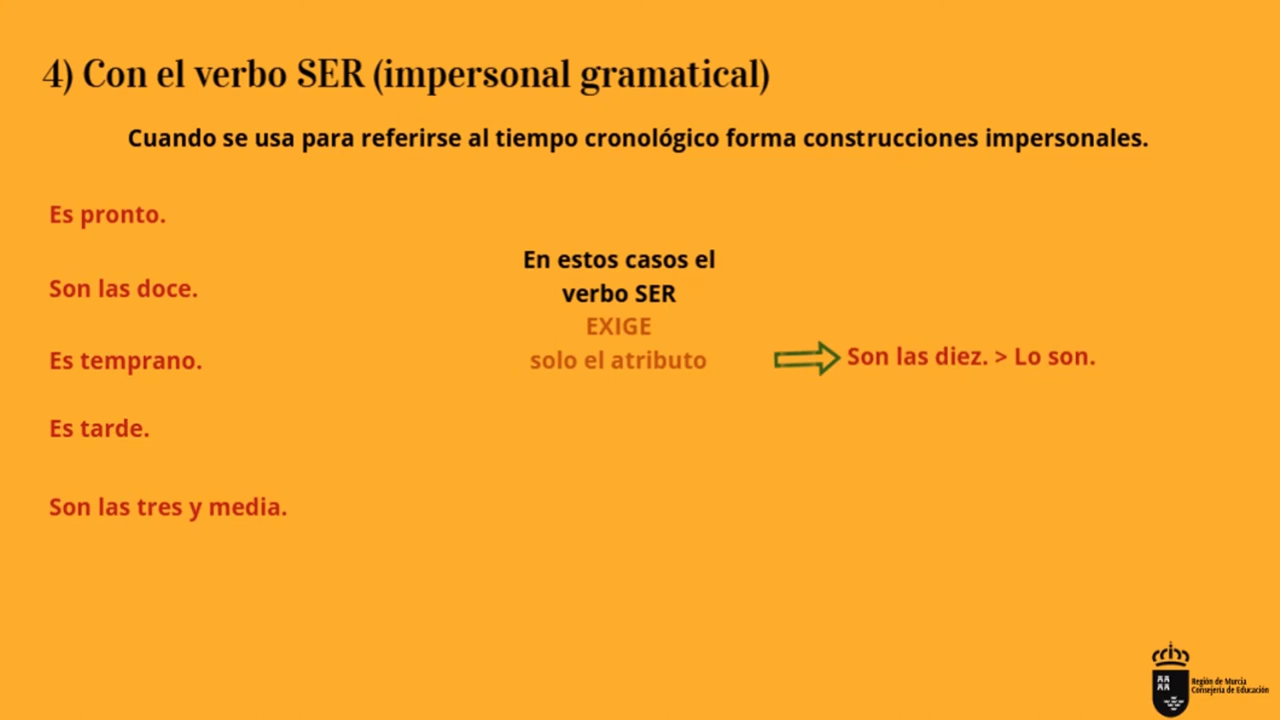 4) Con el verbo SER (impersonal gramatical)
Cuando se usa para referirse al tiempo cronológico forma construcciones impersonales.
Es pronto.
Son las doce.
Es temprano.
Es tarde.
Son las tres y media.
En estos casos el
verbo SER
EXIGE
solo el atributo
Son las diez. > Lo son.
Región de Murcia
Consejería de Educación